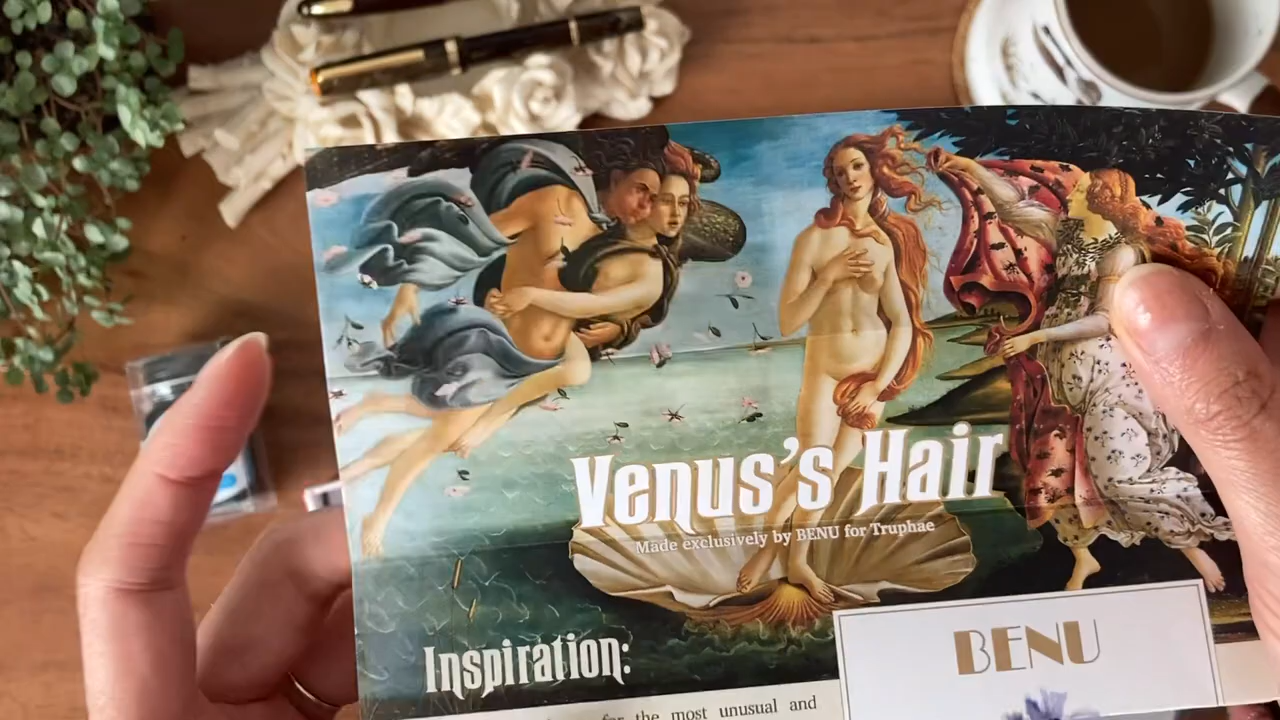 Venus's Hair
Made exclusively by BENU for Truphae
Inspiration:
BENU
for the most unusual and